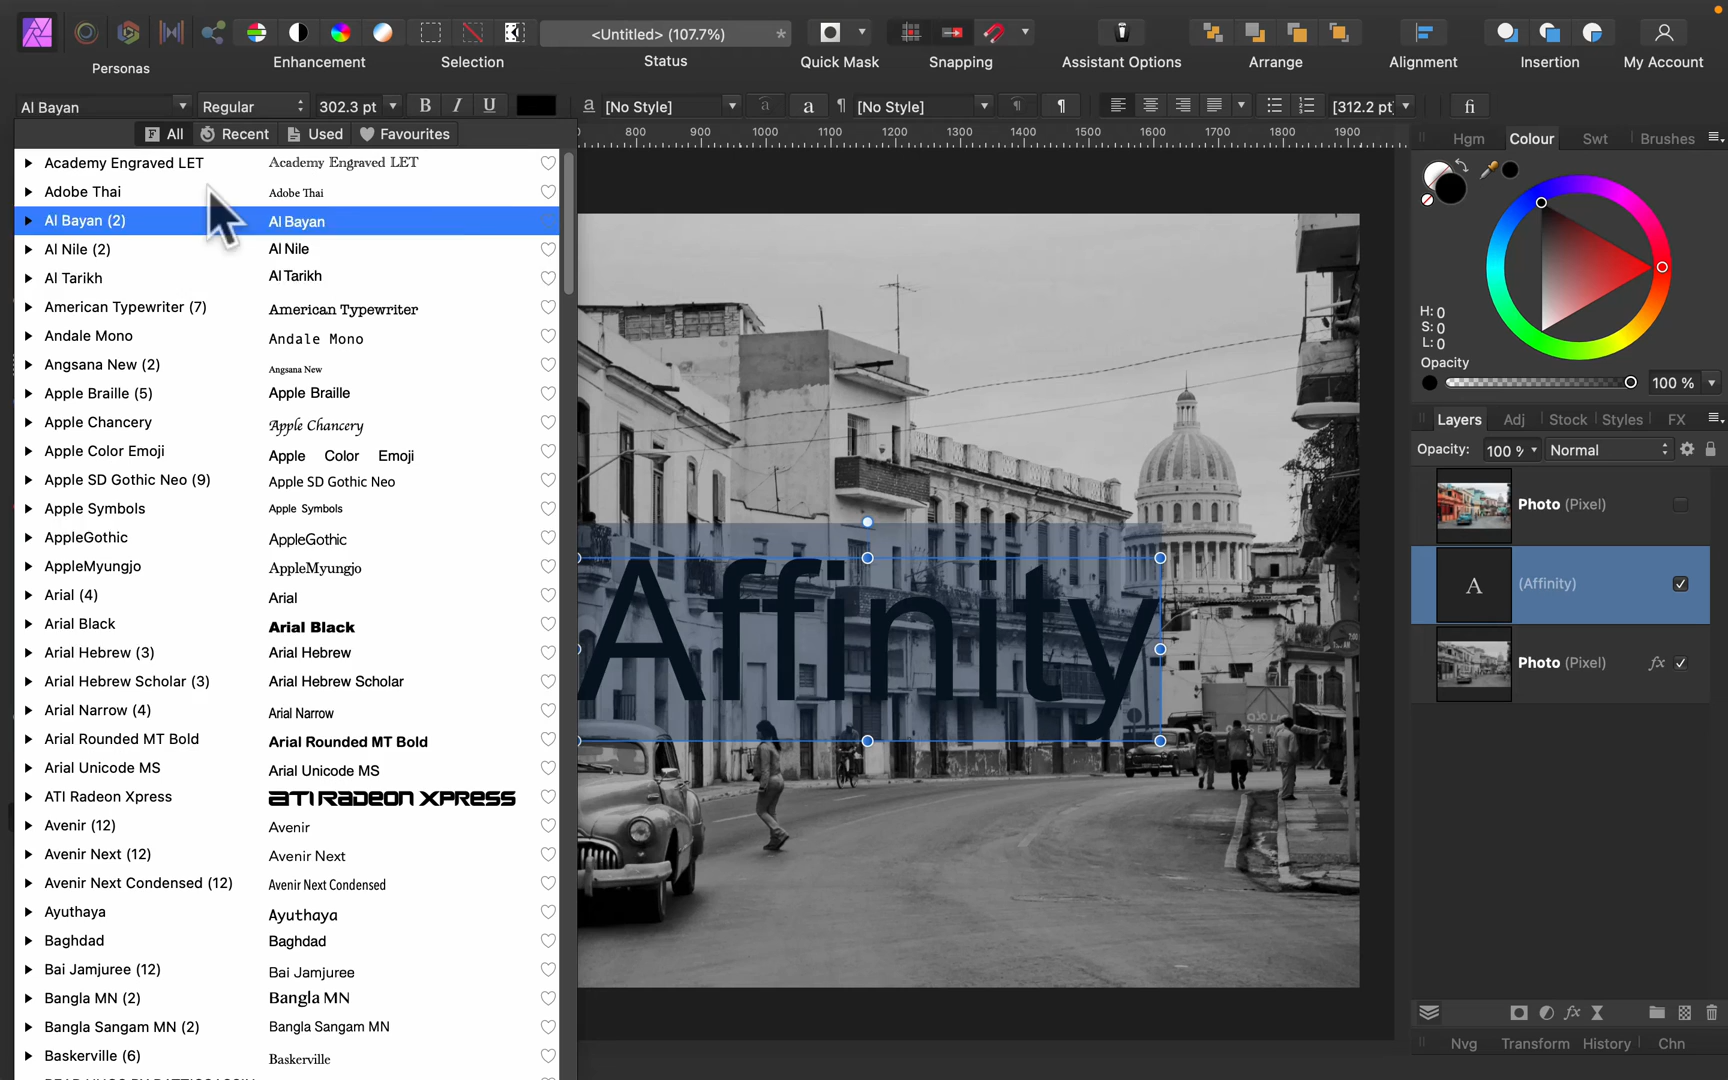 <Untitled> (107.7%) *
Personas Enhancement Selection Status Quick Mask Snapping Assistant Options Arrange Alignment Insertion My Account
Al Bayan Regular 302.3 pt B I U a [No Style] a a ¶ [No Style] ¶ ¶ [312.2 pt] fi
F All Recent Used Favourites
800 900 1000 1100 1200 1300 1400 1500 1600 1700 1800 1900
Hgm Colour Swt Brushes
Academy Engraved LET Academy Engraved LET
Adobe Thai Adobe Thai
Al Bayan (2) Al Bayan
Al Nile (2) Al Nile
Al Tarikh Al Tarikh
American Typewriter (7) American Typewriter
Andale Mono Andale Mono
Angsana New (2) Angsana New
Apple Braille (5) Apple Braille
Apple Chancery Apple Chancery
Apple Color Emoji Apple Color Emoji
Apple SD Gothic Neo (9) Apple SD Gothic Neo
Apple Symbols Apple Symbols
AppleGothic AppleGothic
AppleMyungjo AppleMyungjo
Arial (4) Arial
Arial Black Arial Black
Arial Hebrew (3) Arial Hebrew
Arial Hebrew Scholar (3) Arial Hebrew Scholar
Arial Narrow (4) Arial Narrow
Arial Rounded MT Bold Arial Rounded MT Bold
Arial Unicode MS Arial Unicode MS
ATI Radeon Xpress ATI Radeon Xpress
Avenir (12) Avenir
Avenir Next (12) Avenir Next
Avenir Next Condensed (12) Avenir Next Condensed
Ayuthaya Ayuthaya
Baghdad Baghdad
Bai Jamjuree (12) Bai Jamjuree
Bangla MN (2) Bangla MN
Bangla Sangam MN (2) Bangla Sangam MN
Baskerville (6) Baskerville
Affinity
H: 0
S: 0
L: 0
Opacity
100 %
Layers Adj Stock Styles FX
Opacity: 100 % Normal
Photo (Pixel)
A (Affinity)
Photo (Pixel) fx
fx
Nvg Transform History Chn